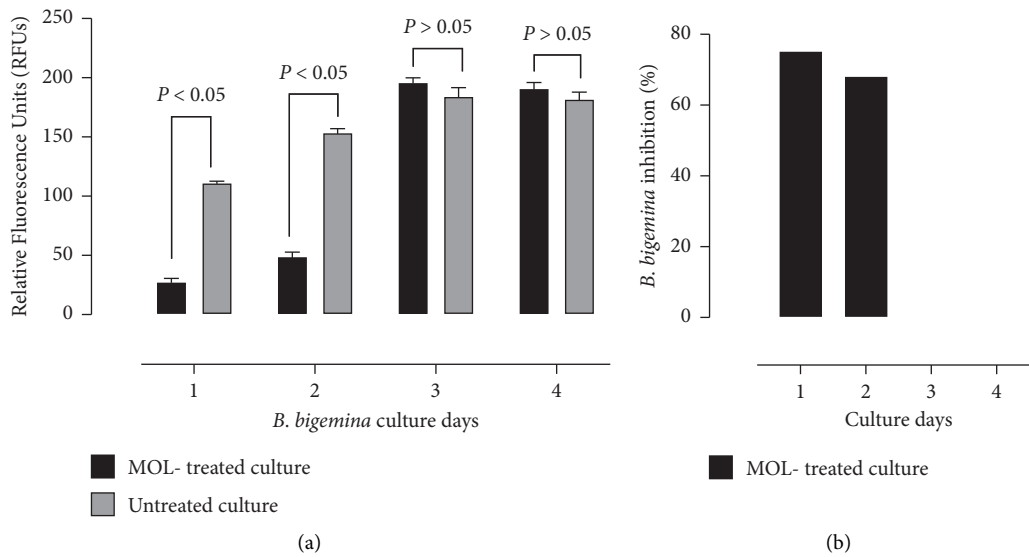 Relative Fluorescence Units (RFUs)
250
200
150
100
50
0
P < 0.05
P < 0.05
P > 0.05
P > 0.05
1 2 3 4
B. bigemina culture days
MOL- treated culture
Untreated culture
(a)
B. bigemina inhibition (%)
80
60
40
20
0
1 2 3 4
Culture days
MOL- treated culture
(b)